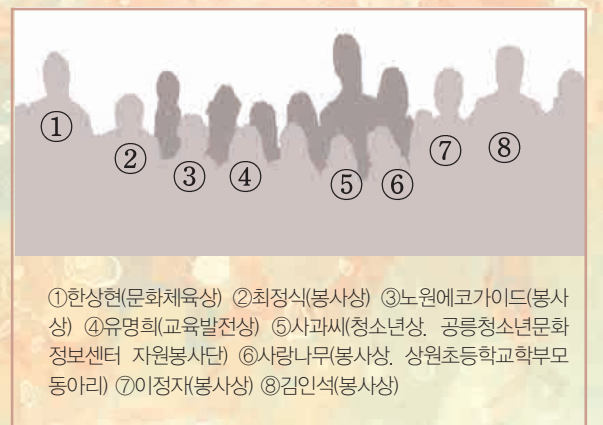 ①
②
③
④
⑤
⑥
⑦
⑧
①한상현(문화체육상) ②최정식(봉사상) ③노원에코가이드(봉사
상) ④유명희(교육발전상) ⑤사과씨(청소년상. 공릉청소년문화
정보센터 자원봉사단) ⑥사랑나무(봉사상. 상원초등학교학부모
동아리) ⑦이정자(봉사상) ⑧김인석(봉사상)